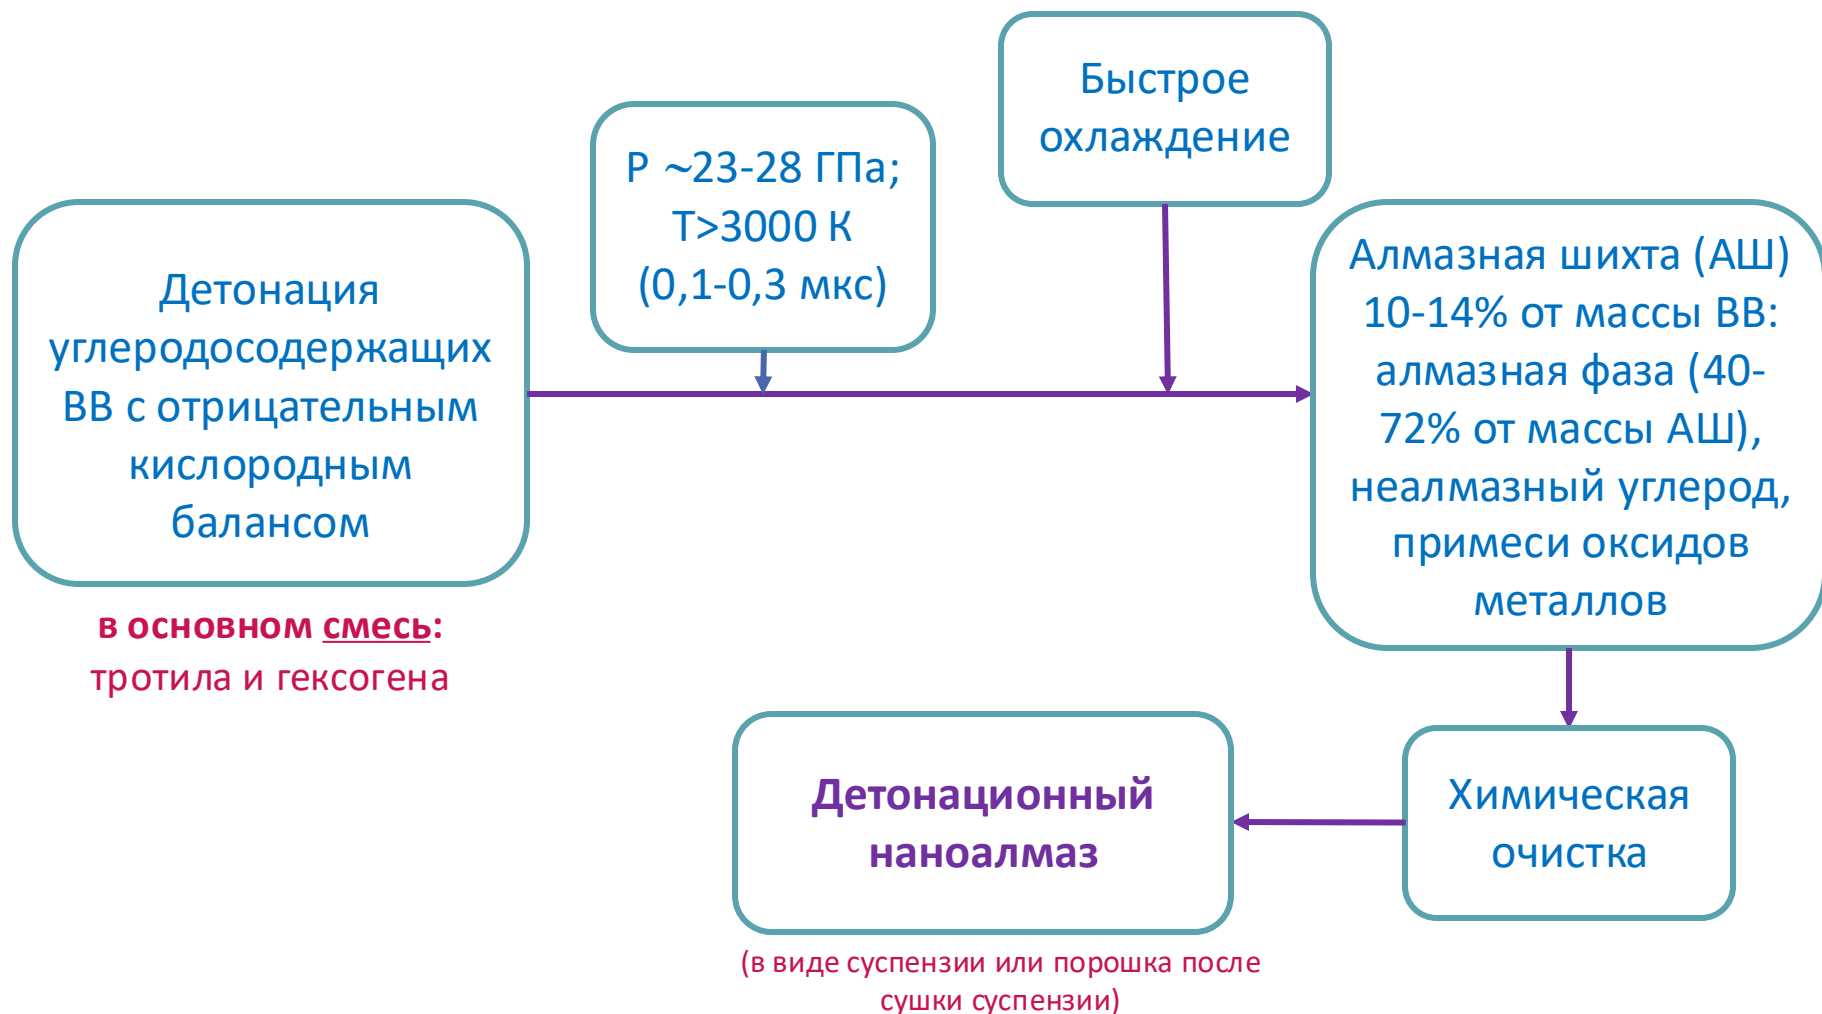 Быстрое
охлаждение
Р ~23-28 ГПа;
Т>3000 К
(0,1-0,3 мкс)
Детонация
углеродосодержащих
ВВ с отрицательным
кислородным
балансом
в основном смесь:
тротила и гексогена
Алмазная шихта (АШ)
10-14% от массы ВВ:
алмазная фаза (40-
72% от массы АШ),
неалмазный углерод,
примеси оксидов
металлов
Химическая
очистка
Детонационный
наноалмаз
(в виде суспензии или порошка после
сушки суспензии)